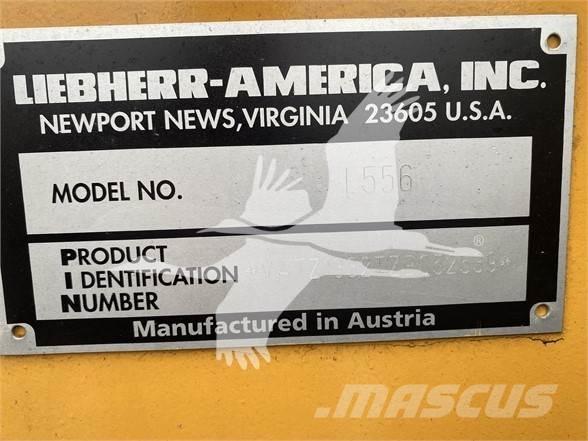 LIEBHERR-AMERICA, INC.
NEWPORT NEWS, VIRGINIA 23605 U.S.A.
MODEL NO. L556
PRODUCT
IDENTIFICATION
NUMBER
®
Manufactured in Austria
MASCUS